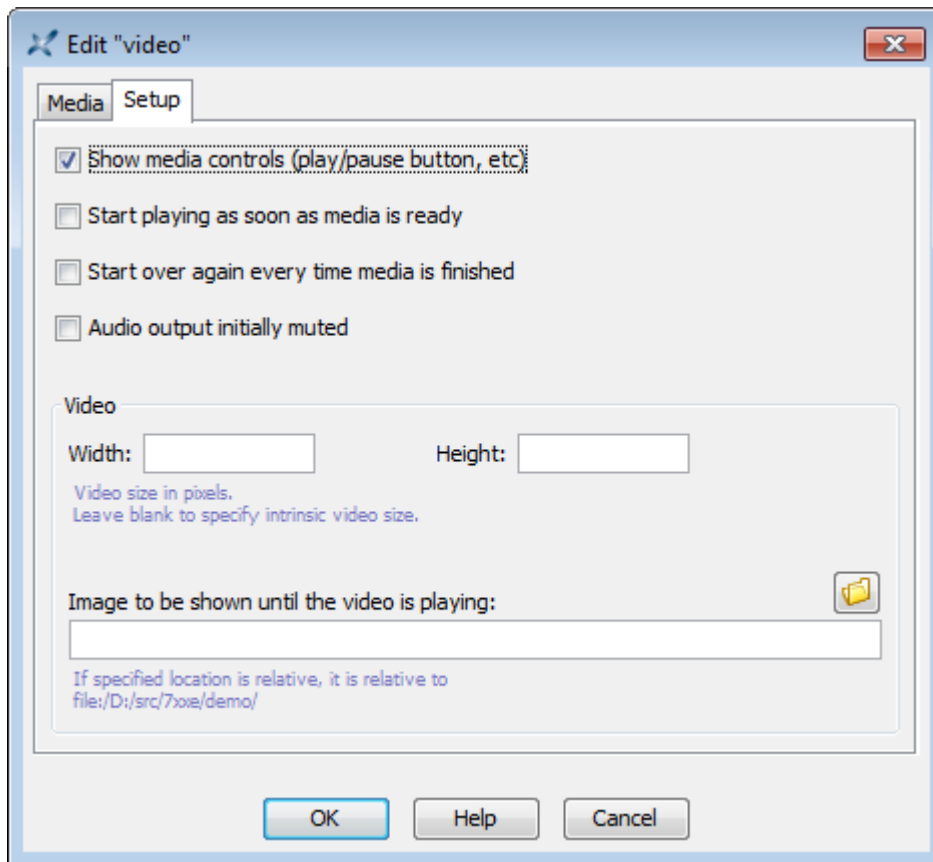 Edit "video"
Media
Setup
Show media controls (play/pause button, etc)
Start playing as soon as media is ready
Start over again every time media is finished
Audio output initially muted
Video
Width:
Height:
Video size in pixels.
Leave blank to specify intrinsic video size.
Image to be shown until the video is playing:
If specified location is relative, it is relative to
file:/D:/src/7xxe/demo/
OK
Help
Cancel